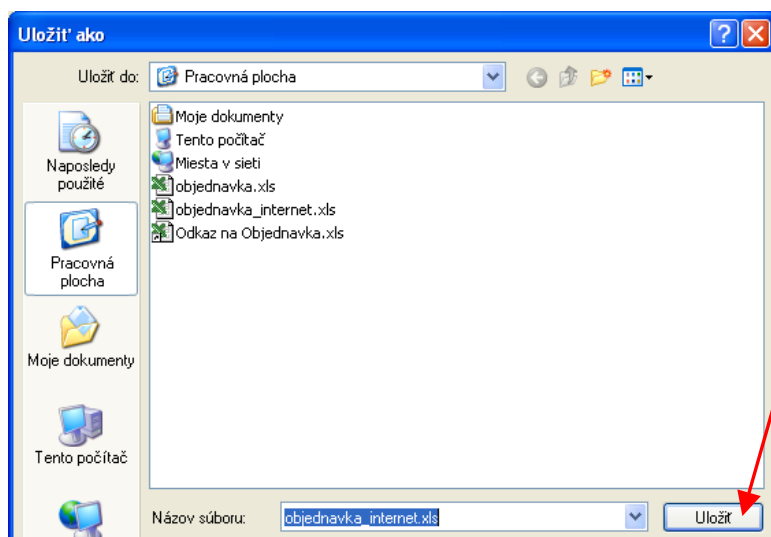 Uložiť ako
Uložiť do: Pracovná plocha
Moje dokumenty
Tento počítač
Miesta v sieti
objednavka.xls
objednavka_internet.xls
Odkaz na Objednavka.xls
Naposledy
použité
Pracovná
plocha
Moje dokumenty
Tento počítač
Názov súboru: objednavka_internet.xls Uložiť